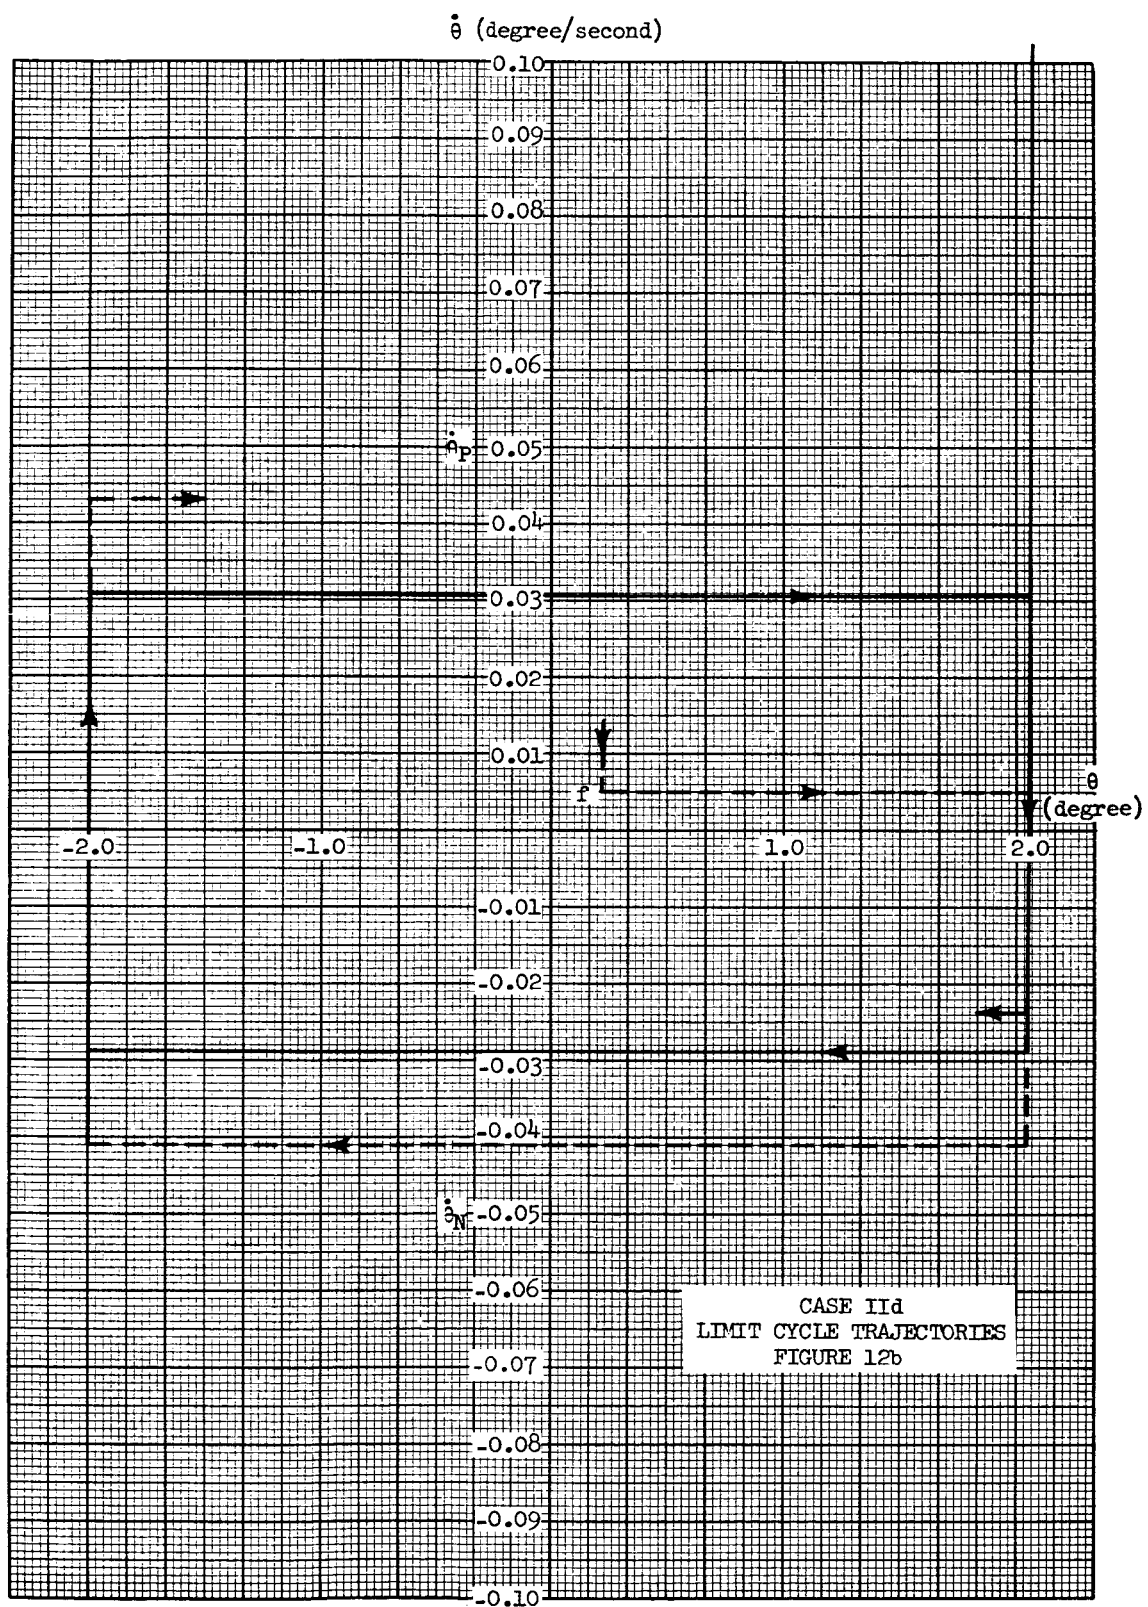 θ̇ (degree/second)
0.10
0.09
0.08
0.07
0.06
θ̇P 0.05
0.04
0.03
0.02
0.01
f
θ
(degree)
-2.0 -1.0 1.0 2.0
-0.01
-0.02
-0.03
-0.04
θ̇N -0.05
-0.06
-0.07
-0.08
-0.09
-0.10
CASE IId
LIMIT CYCLE TRAJECTORIES
FIGURE 12b